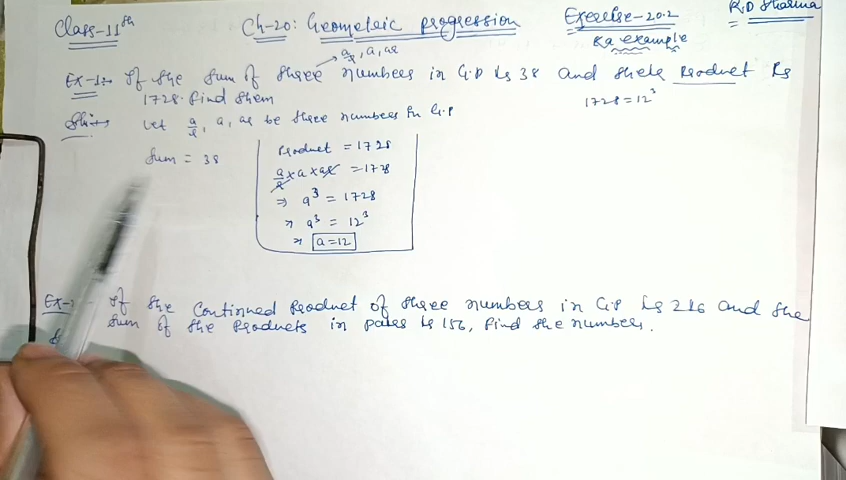 Class-11th Ch-20: Geometric progression Exercise-20.2 R.D Sharma
Ka example
a/r, a, ar
Ex-1:- If the sum of three numbers in G.P is 38 and their Product is
1728. find them 1728 = 12³
Soln:- Let a/r, a, ar be three numbers in G.P
Sum = 38
Product = 1728
a/r × a × ar = 1728
⇒ a³ = 1728
⇒ a³ = 12³
⇒ a = 12
Ex- If the Continued Product of three numbers in G.P is 216 and the
Sum of the Products in pairs is 156, find the numbers.